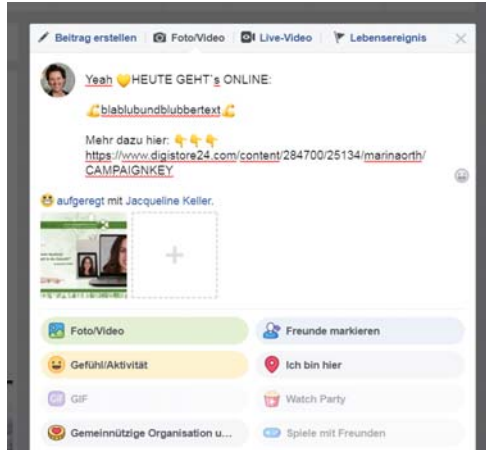 Beitrag erstellen Foto/Video Live-Video Lebensereignis
Yeah 💛HEUTE GEHT`s ONLINE:
💪blablubundblubbertext💪
Mehr dazu hier: 👇👇👇
https://www.digistore24.com/content/284700/25134/marinaorth/
CAMPAIGNKEY
aufgeregt mit Jacqueline Keller.
Foto/Video Freunde markieren
Gefühl/Aktivität Ich bin hier
GIF Watch Party
Gemeinnützige Organisation u... Spiele mit Freunden